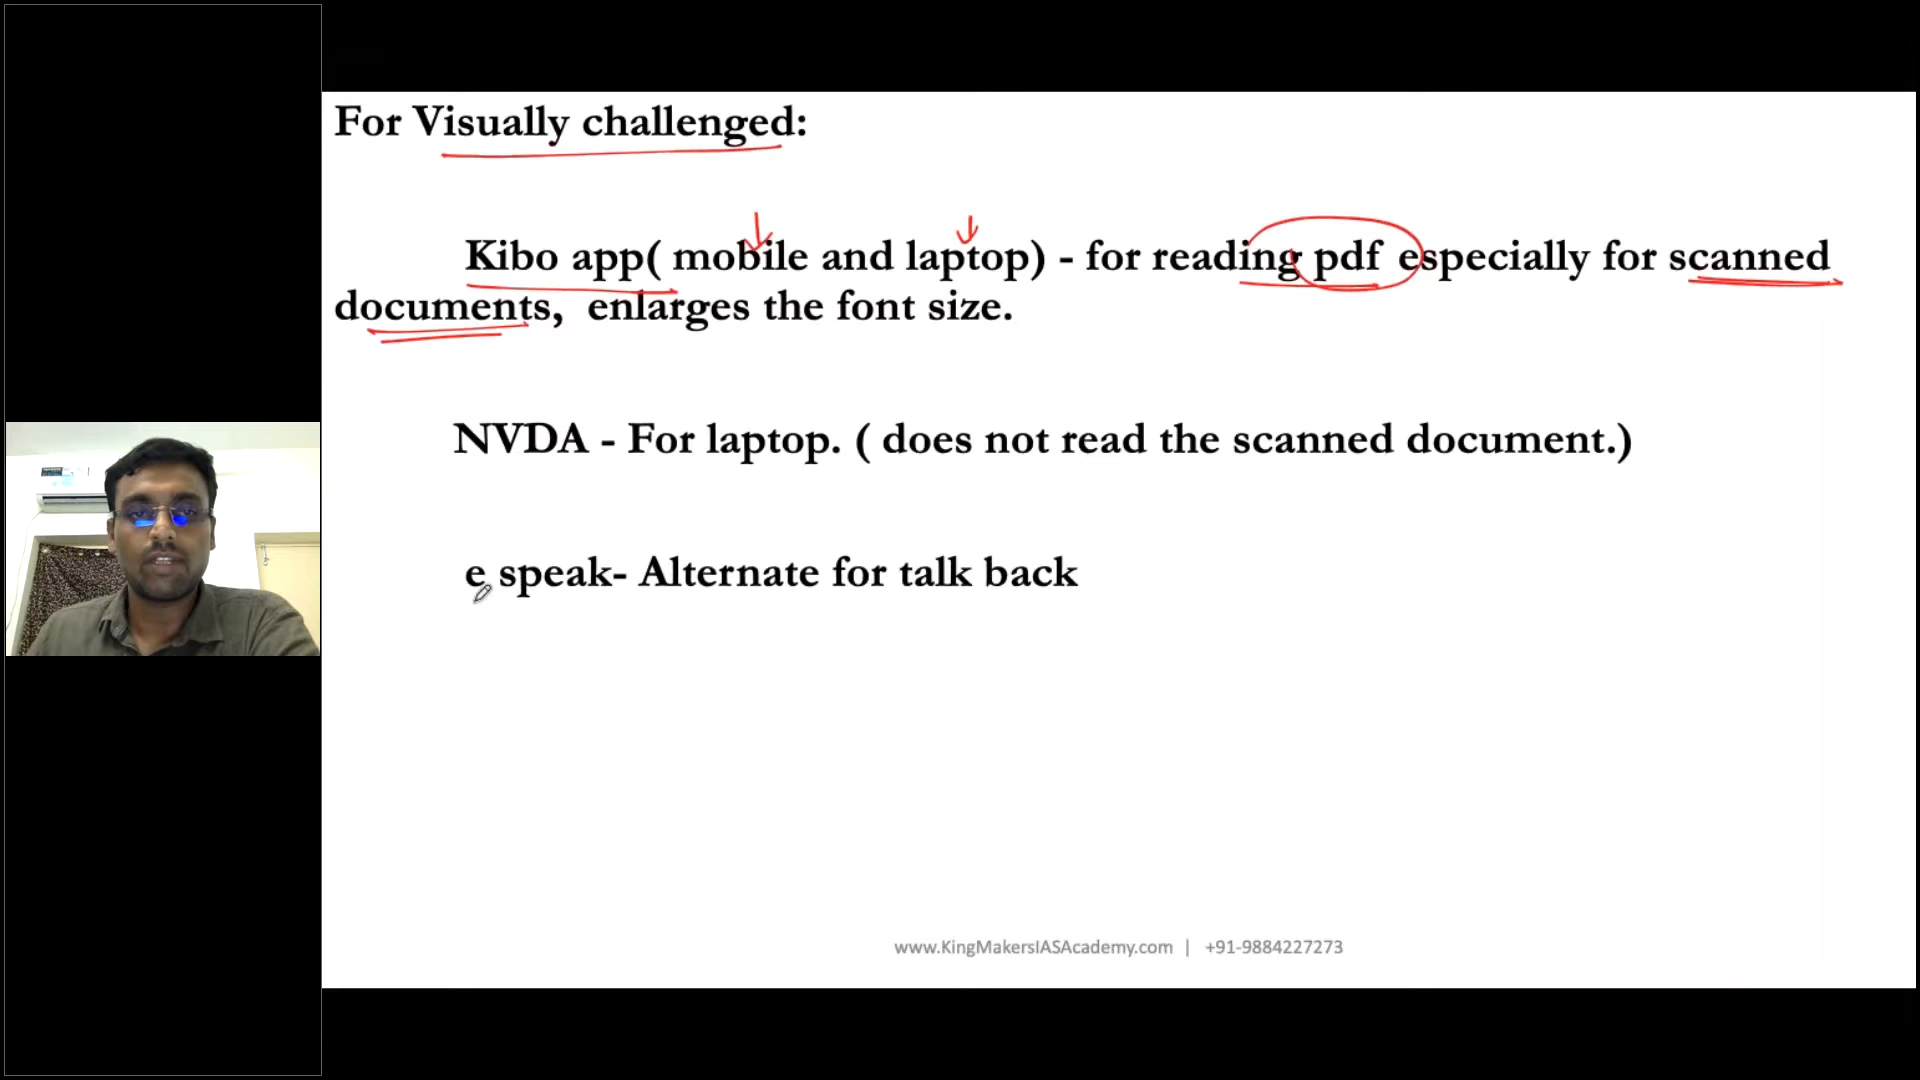 For Visually challenged:
Kibo app( mobile and laptop) - for reading pdf especially for scanned
documents, enlarges the font size.
NVDA - For laptop. ( does not read the scanned document.)
e speak- Alternate for talk back
www.KingMakersIASAcademy.com | +91-9884227273